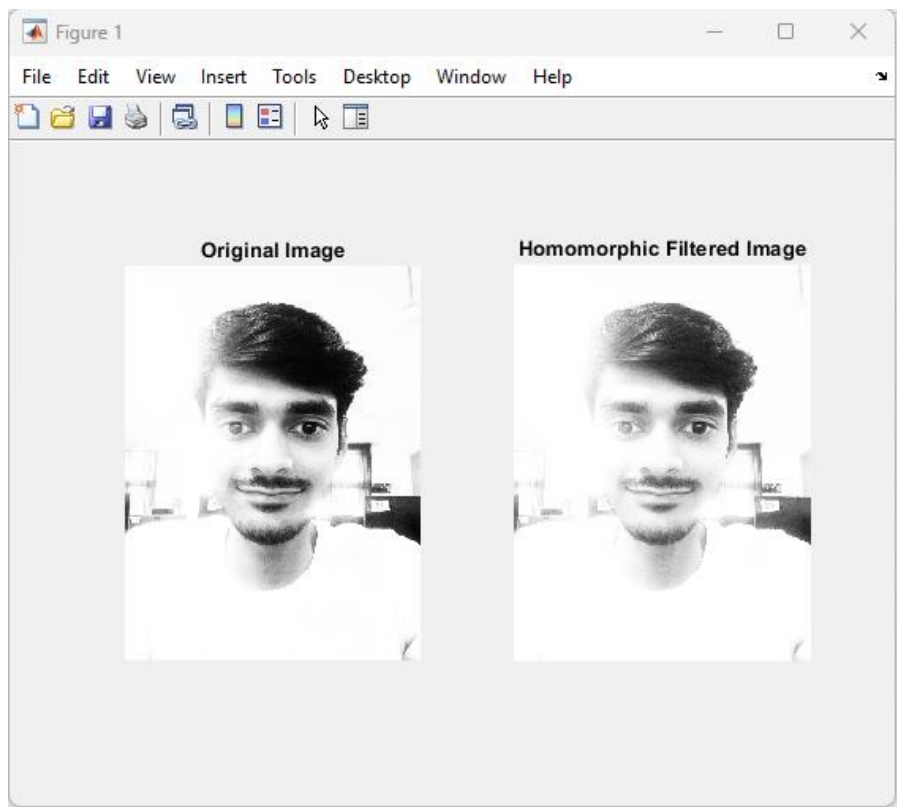 Figure 1
File Edit View Insert Tools Desktop Window Help
Original Image
Homomorphic Filtered Image